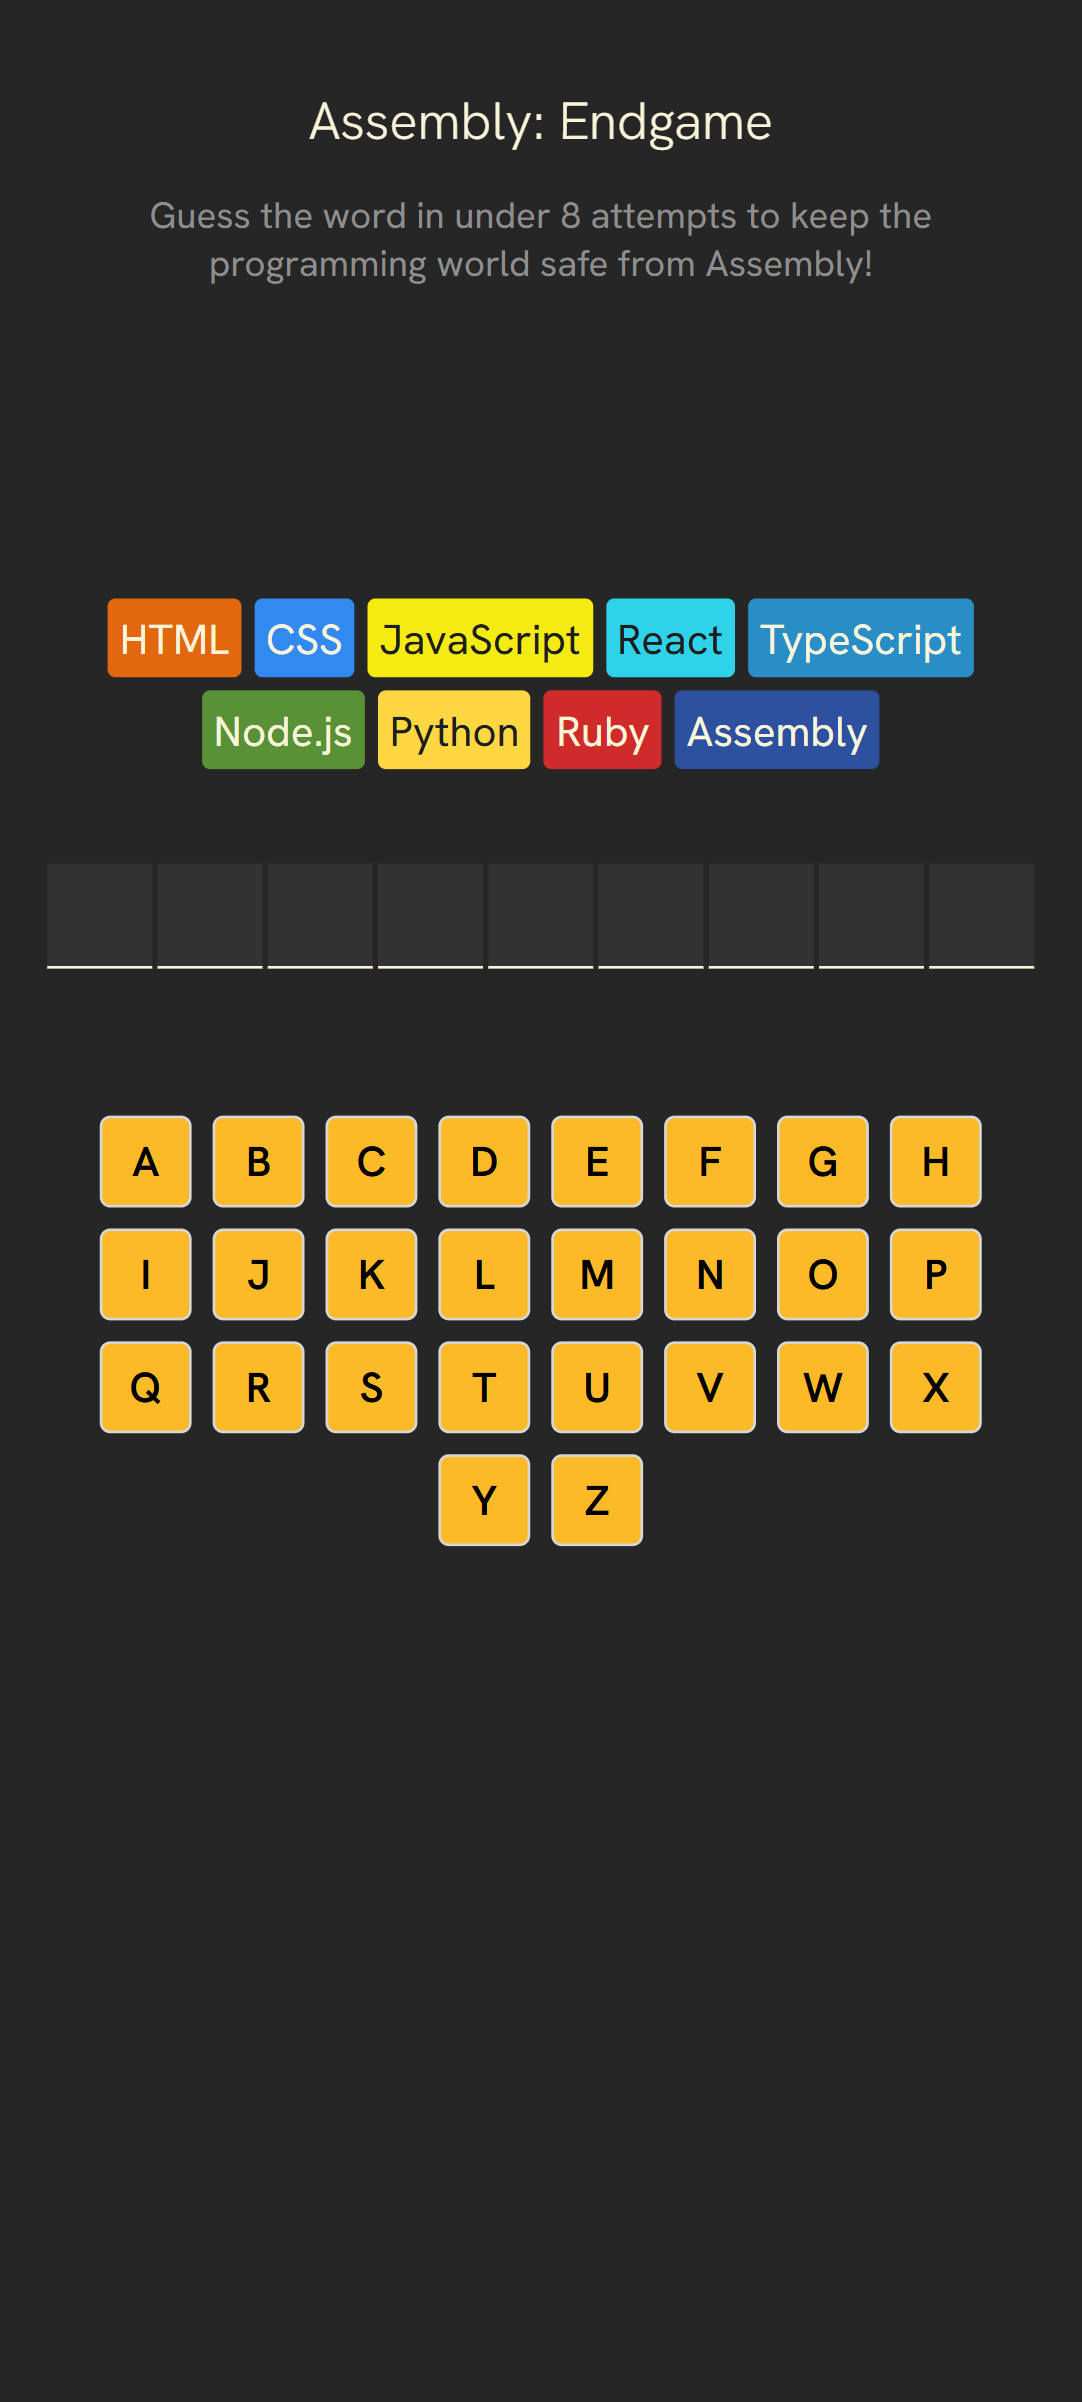 Assembly: Endgame
Guess the word in under 8 attempts to keep the
programming world safe from Assembly!
HTML CSS JavaScript React TypeScript
Node.js Python Ruby Assembly
A B C D E F G H
I J K L M N O P
Q R S T U V W X
Y Z